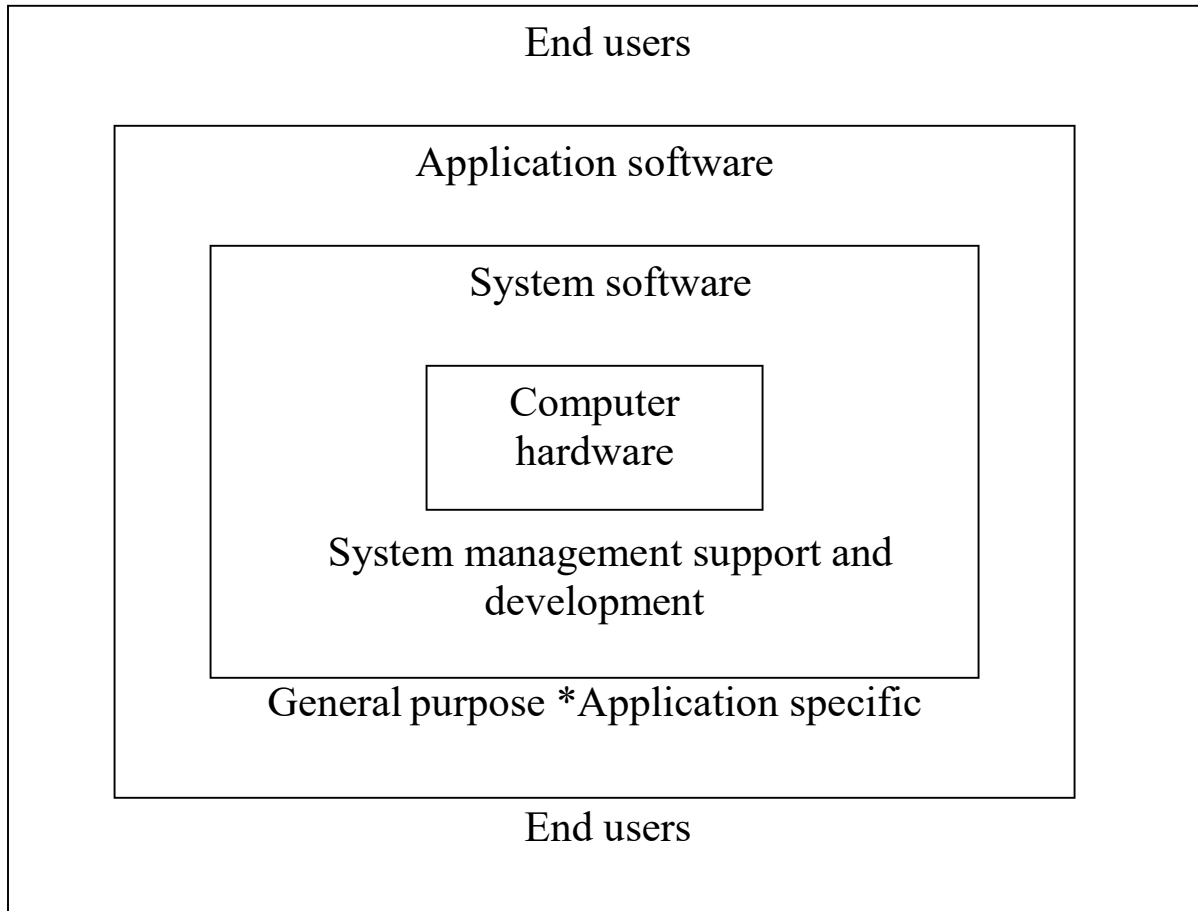 End users
Application software
System software
Computer
hardware
System management support and
development
General purpose *Application specific
End users